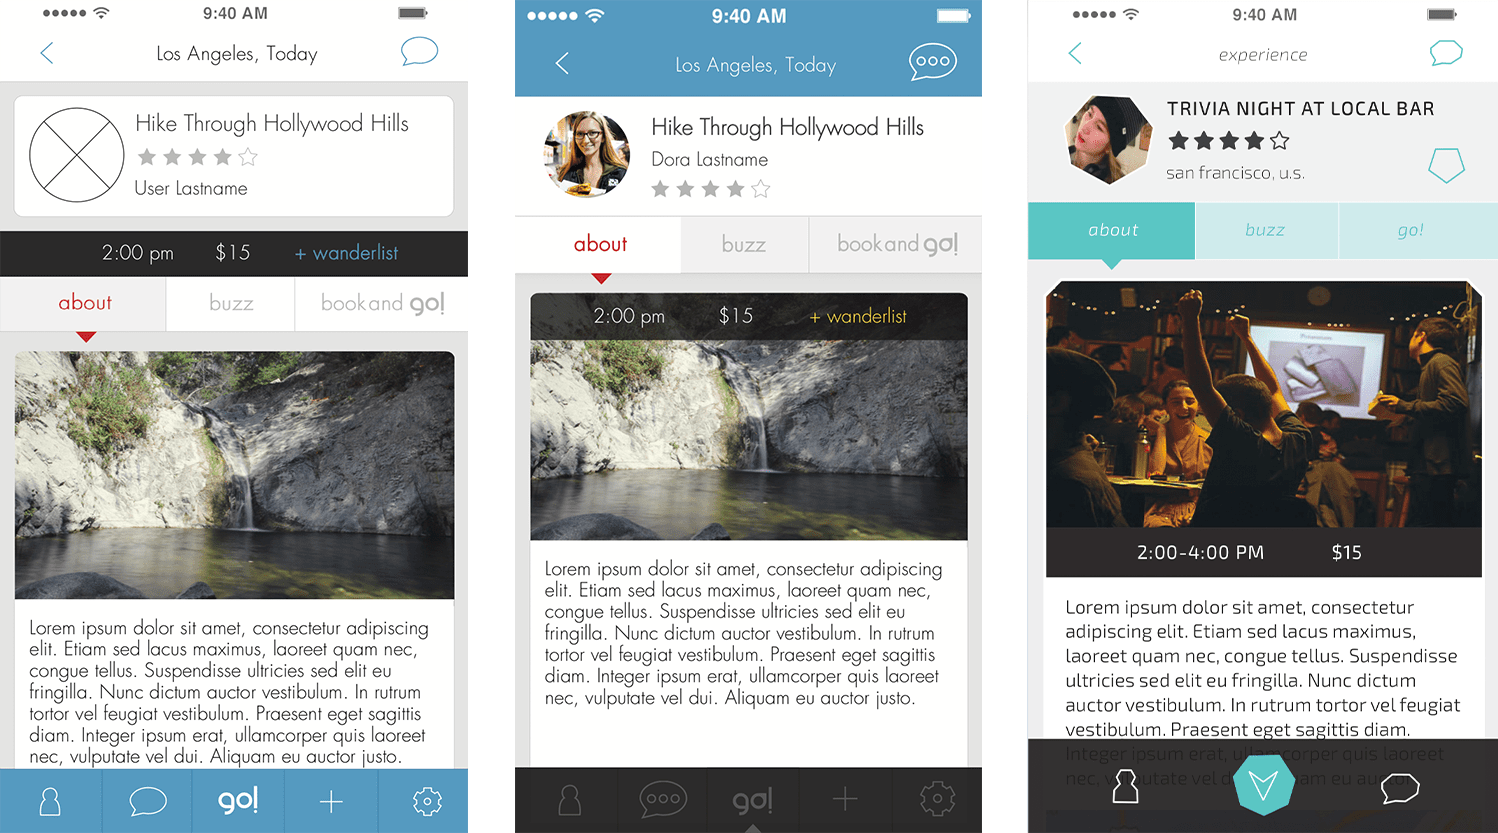 9:40 AM
Los Angeles, Today
Hike Through Hollywood Hills
User Lastname
2:00 pm $15 + wanderlist
about buzz book and go!
Lorem ipsum dolor sit amet, consectetur adipiscing
elit. Etiam sed lacus maximus, laoreet quam nec,
congue tellus. Suspendisse ultricies sed elit eu
fringilla. Nunc dictum auctor vestibulum. In rutrum
tortor vel feugiat vestibulum. Praesent eget sagittis
diam. Integer ipsum erat, ullamcorper quis laoreet
nec, vulputate vel dui. Aliquam eu auctor justo.
go!
9:40 AM
Los Angeles, Today
Hike Through Hollywood Hills
Dora Lastname
about buzz book and go!
2:00 pm $15 + wanderlist
Lorem ipsum dolor sit amet, consectetur adipiscing
elit. Etiam sed lacus maximus, laoreet quam nec,
congue tellus. Suspendisse ultricies sed elit eu
fringilla. Nunc dictum auctor vestibulum. In rutrum
tortor vel feugiat vestibulum. Praesent eget sagittis
diam. Integer ipsum erat, ullamcorper quis laoreet
nec, vulputate vel dui. Aliquam eu auctor justo.
go!
9:40 AM
experience
TRIVIA NIGHT AT LOCAL BAR
san francisco, u.s.
about buzz go!
2:00-4:00 PM $15
Lorem ipsum dolor sit amet, consectetur
adipiscing elit. Etiam sed lacus maximus,
laoreet quam nec, congue tellus. Suspendisse
ultricies sed elit eu fringilla. Nunc dictum
auctor vestibulum. In rutrum tortor vel feugiat
vestibulum. Praesent eget sagittis diam.
Integer ipsum erat, ullamcorper quis laoreet